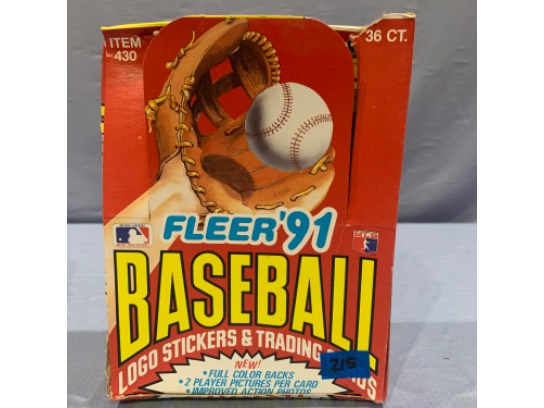 ITEM
430
36 CT.
FLEER '91
BASEBALL
LOGO STICKERS & TRADING
215
NEW!
• FULL COLOR BACKS
• 2 PLAYER PICTURES PER CARD
• IMPROVED ACTION PHOTOS